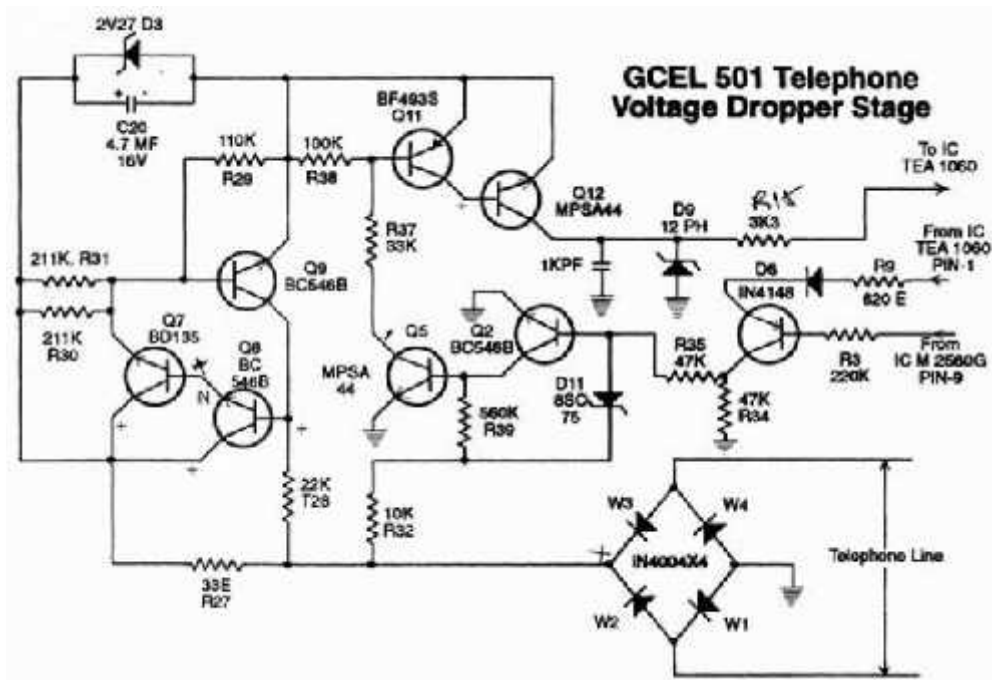 2V27 D3
C20
4.7 MF
16V
GCEL 501 Telephone
Voltage Dropper Stage
BF493S
Q11
110K
R29
100K
R38
Q12
MPSA44
To IC
TEA 1060
R37
33K
D9
12 PH
R15
3K3
From IC
TEA 1060
PIN-1
211K, R31
Q9
BC546B
1KPF
D6
IN4148
R9
820 E
211K
R30
Q7
BD135
Q8
BC
546B
N
Q5
MPSA
44
Q2
BC546B
R35
47K
From
IC M 2560G
PIN-9
R3
220K
D11
8SO
75
560K
R39
47K
R34
22K
T28
10K
R32
W3
W4
IN4004X4
W2
W1
Telephone Line
33E
R27